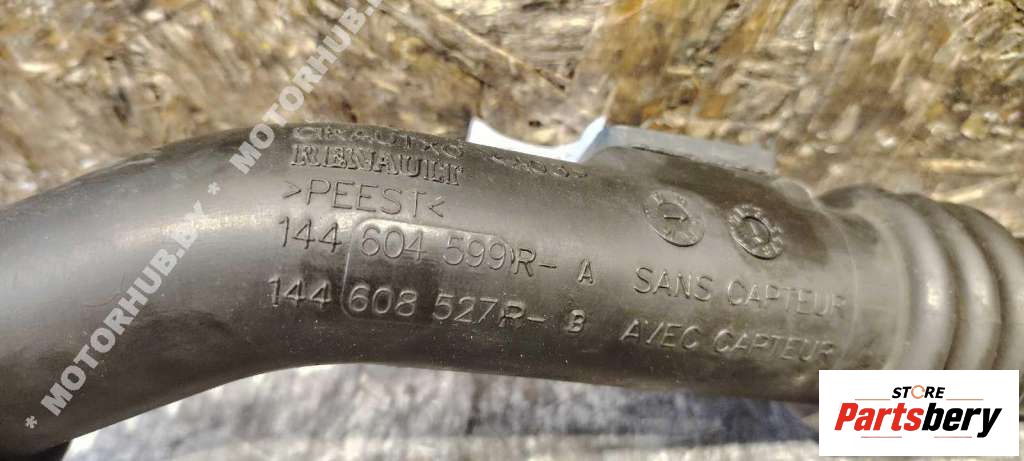 RENAULT
>PEEST<
144 604 599R- A SANS CAPTEUR
144 608 527R- B AVEC CAPTEUR
* MOTORHUB.BY * MOTORHUB.BY
STORE
Partsbery